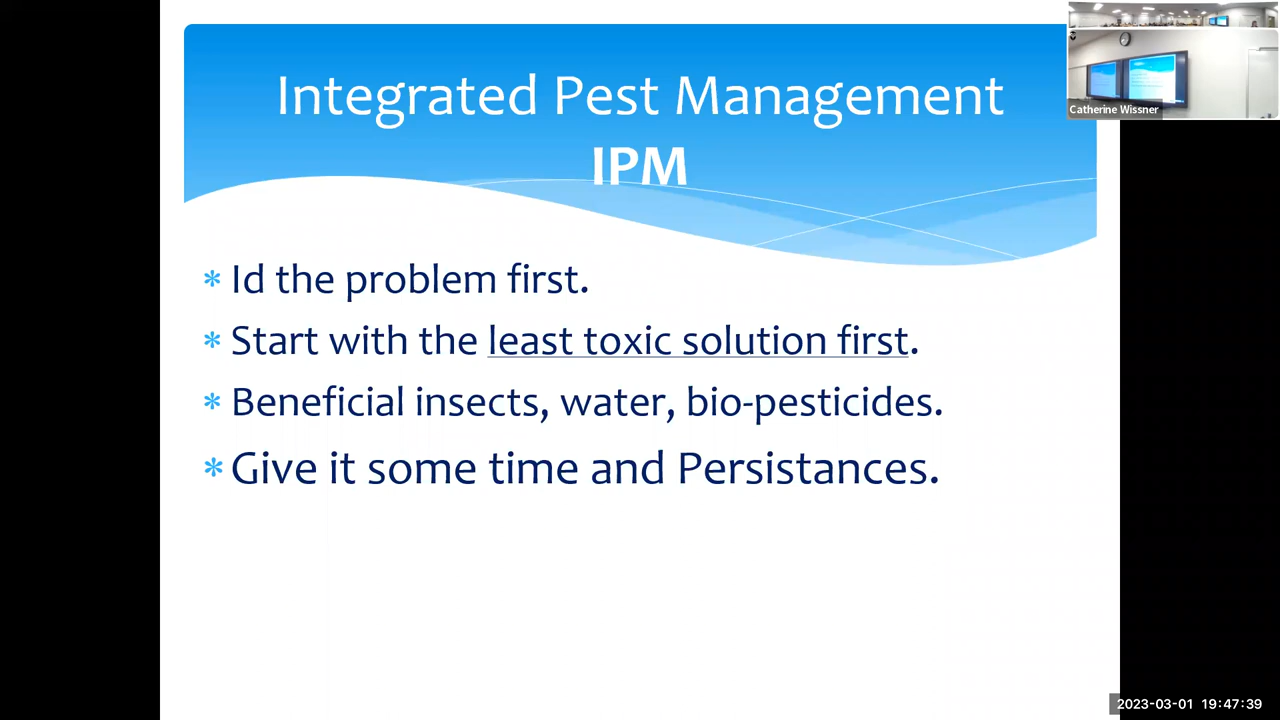 Integrated Pest Management
IPM
Catherine Wissner
* Id the problem first.
* Start with the least toxic solution first.
* Beneficial insects, water, bio-pesticides.
* Give it some time and Persistances.
2023-03-01 19:47:39